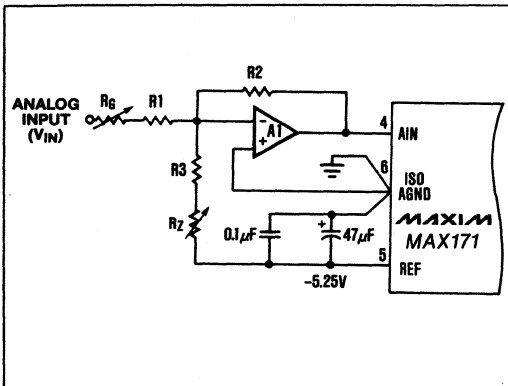 R2
ANALOG
INPUT
(VIN)
RG
R1
R3
A1
−
+
4
AIN
6
ISO
AGND
MAXIM
MAX171
RZ
0.1μF
+
47μF
5
REF
−5.25V